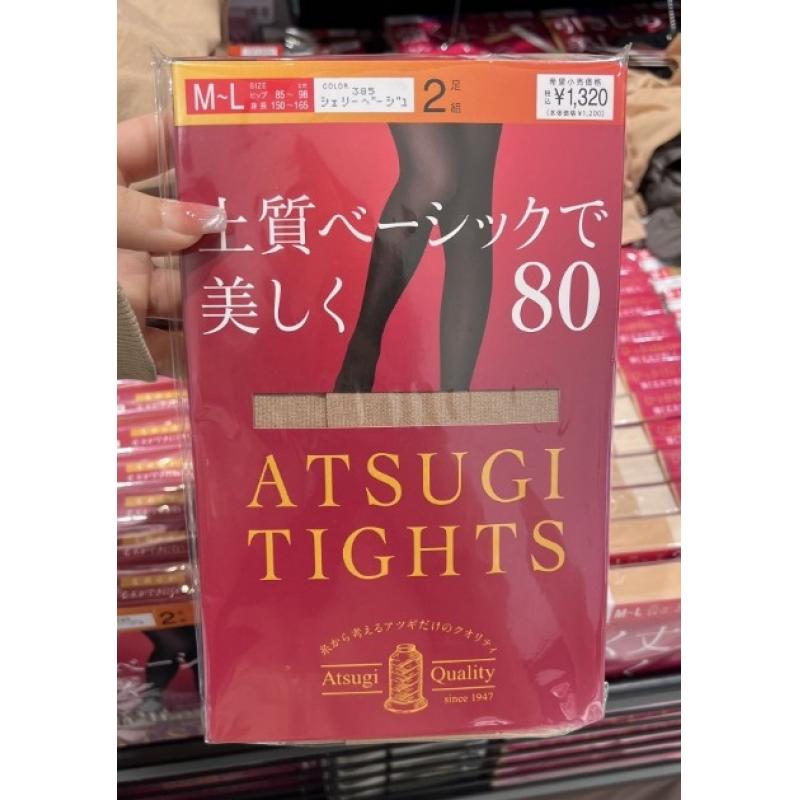 M~L
SIZE cm
ヒップ 85~98
身長 150~165
COLOR 385
シェリーベージュ
2足組
希望小売価格
税込¥1,320
(本体価格¥1,200)
上質ベーシックで
美しく 80
ATSUGI
TIGHTS
糸から考えるアツギだけのクオリティ
Atsugi Quality
since 1947
2
M~L